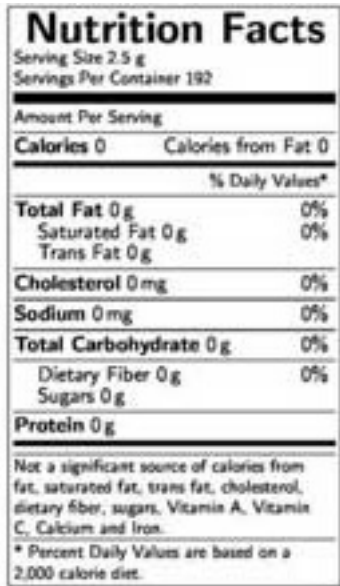 Nutrition Facts
Serving Size 2.5 g
Servings Per Container 192
Amount Per Serving
Calories 0 Calories from Fat 0
% Daily Values*
Total Fat 0 g 0%
Saturated Fat 0 g 0%
Trans Fat 0 g
Cholesterol 0 mg 0%
Sodium 0 mg 0%
Total Carbohydrate 0 g 0%
Dietary Fiber 0 g 0%
Sugars 0 g
Protein 0 g
Not a significant source of calories from
fat, saturated fat, trans fat, cholesterol,
dietary fiber, sugars, Vitamin A, Vitamin
C, Calcium and Iron.
* Percent Daily Values are based on a
2,000 calorie diet.